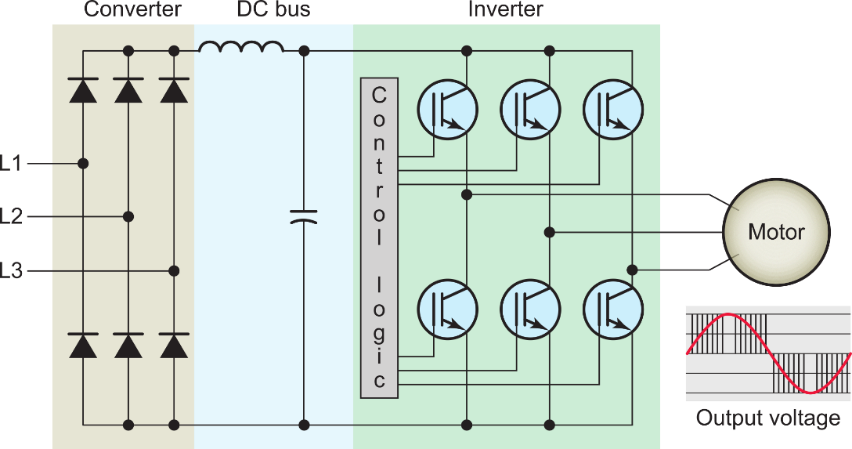 Converter
DC bus
Inverter
Control logic
L1
L2
L3
Motor
Output voltage